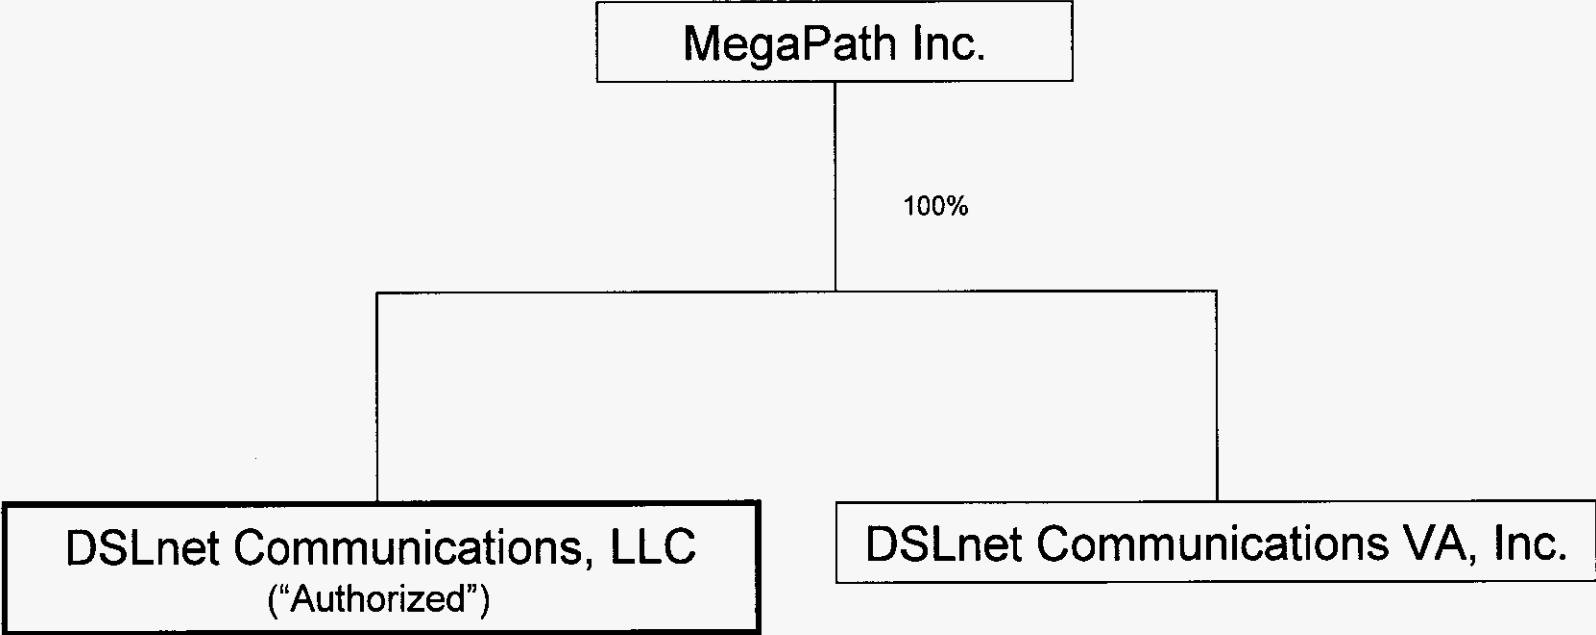 MegaPath Inc.
100%
DSLnet Communications, LLC
(“Authorized”)
DSLnet Communications VA, Inc.